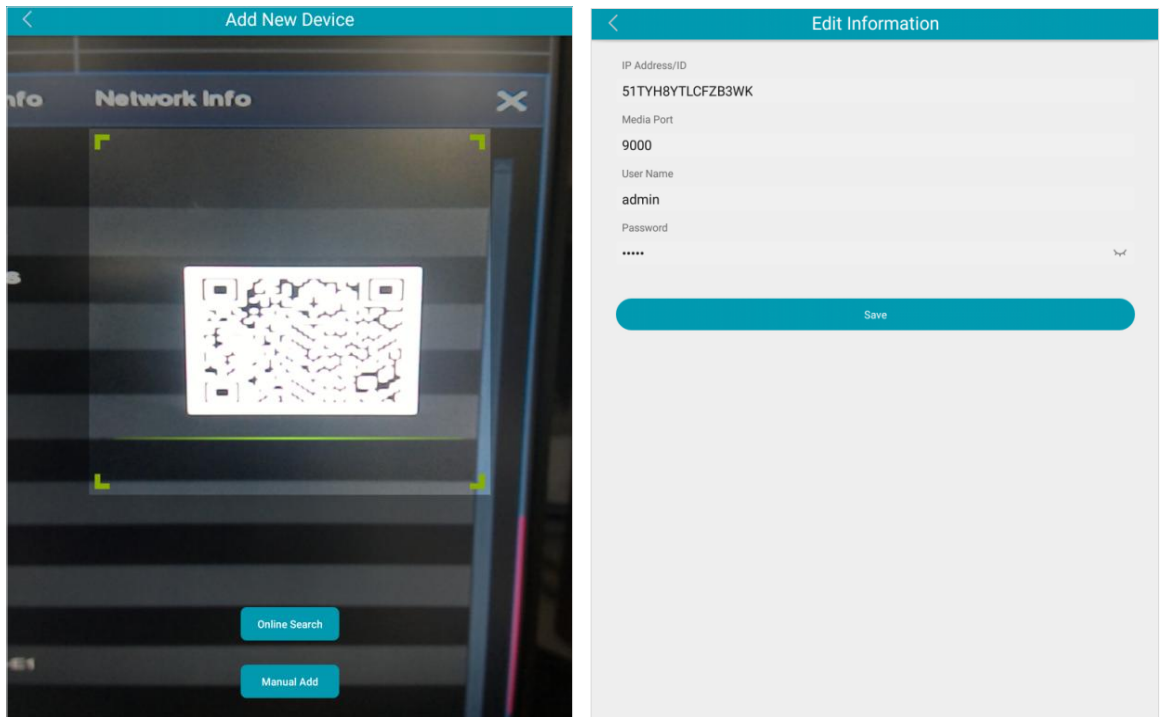 Add New Device
nfo
Network Info
s
Online Search
Manual Add
Edit Information
IP Address/ID
51TYH8YTLCFZB3WK
Media Port
9000
User Name
admin
Password
•••••
Save